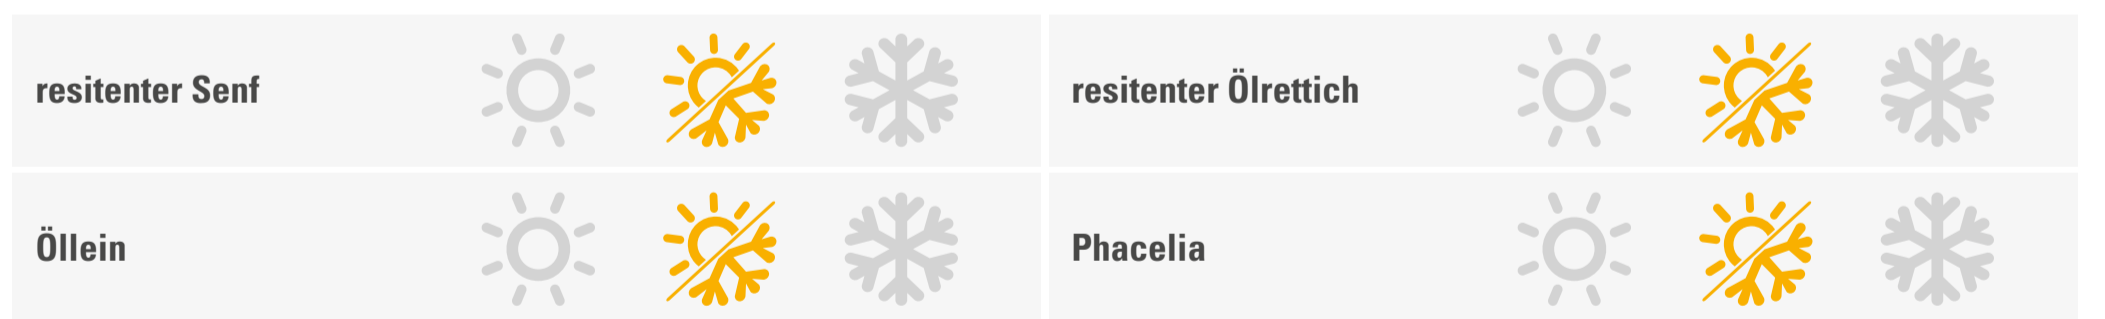 resitenter Senf
resitenter Ölrettich
Öllein
Phacelia